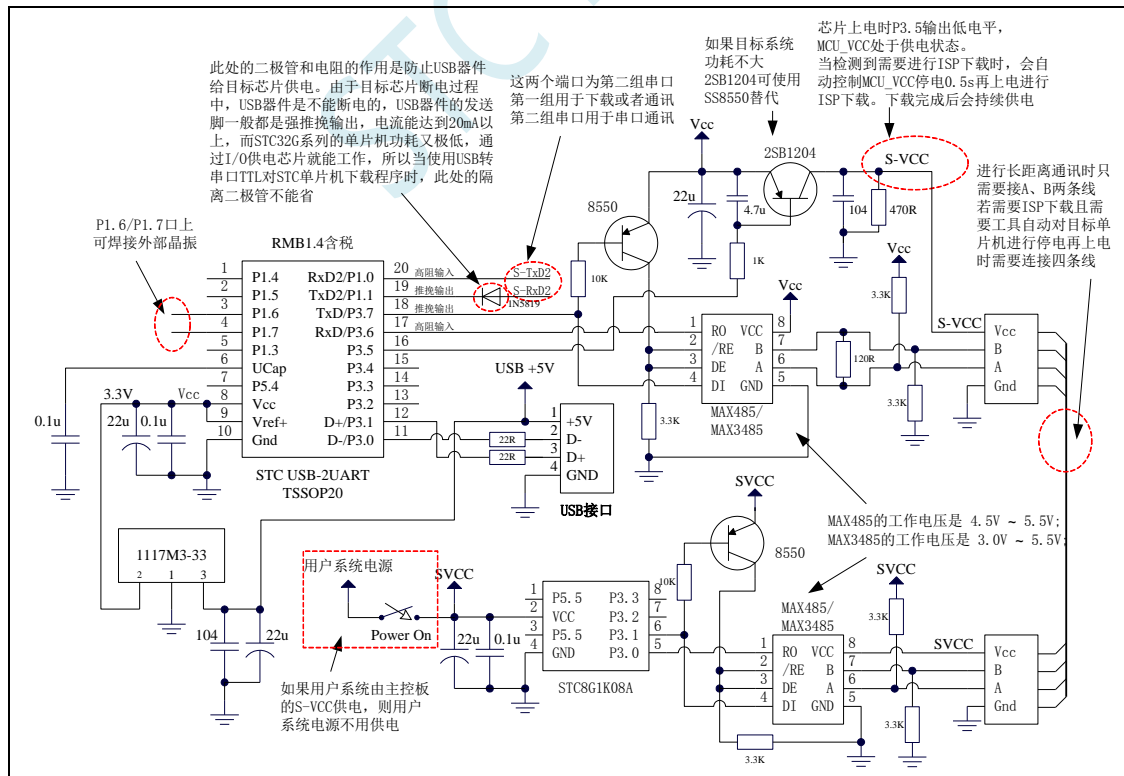 芯片上电时P3.5输出低电平,
MCU_VCC处于供电状态。
当检测到需要进行ISP下载时, 会自
动控制MCU_VCC停电0.5s再上电进行
ISP下载。下载完成后会持续供电
如果目标系统
功耗不大
2SB1204可使用
SS8550替代
此处的二极管和电阻的作用是防止USB器件
给目标芯片供电。由于目标芯片断电过程
中, USB器件是不能断电的, USB器件的发送
脚一般都是强推挽输出, 电流能达到20mA以
上, 而STC32G系列的单片机功耗又极低, 通
过I/O供电芯片就能工作, 所以当使用USB转
串口TTL对STC单片机下载程序时, 此处的隔
离二极管不能省
这两个端口为第二组串口
第一组用于下载或者通讯
第二组串口用于串口通讯
进行长距离通讯时只
需要接A、B两条线
若需要ISP下载且需
要工具自动对目标单
片机进行停电再上电
时需要连接四条线
P1.6/P1.7口上
可焊接外部晶振
Vcc
2SB1204
S-VCC
22u
4.7u
104
470R
8550
10K
1K
RMB1.4含税
1 P1.4
2 P1.5
3 P1.6
4 P1.7
5 P1.3
6 UCap
7 P5.4
8 Vcc
9 Vref+
10 Gnd
RxD2/P1.0 20 高阻输入 S-TxD2
TxD2/P1.1 19 推挽输出 S-RxD2
1N5819
TxD/P3.7 18 推挽输出
RxD/P3.6 17 高阻输入
P3.5 16
P3.4 15
P3.3 14
P3.2 13
D+/P3.1 12
D-/P3.0 11
STC USB-2UART
TSSOP20
3.3V
Vcc
0.1u
22u
0.1u
USB +5V
1 +5V
2 D-
3 D+
4 GND
22R
22R
USB接口
Vcc
1 RO VCC 8
2 /RE B 7
3 DE A 6
4 DI GND 5
MAX485/
MAX3485
3.3K
120R
Vcc
3.3K
3.3K
S-VCC
Vcc
B
A
Gnd
MAX485的工作电压是 4.5V ~ 5.5V;
MAX3485的工作电压是 3.0V ~ 5.5V;
1117M3-33
2 1 3
104
22u
用户系统电源
Power On
SVCC
22u
0.1u
如果用户系统由主控板
的S-VCC供电, 则用户
系统电源不用供电
1 P5.5 P3.3 8
2 VCC P3.2 7
3 P5.5 P3.1 6
4 GND P3.0 5
STC8G1K08A
SVCC
8550
10K
MAX485/
MAX3485
1 RO VCC 8
2 /RE B 7
3 DE A 6
4 DI GND 5
3.3K
SVCC
3.3K
3.3K
SVCC
Vcc
B
A
Gnd